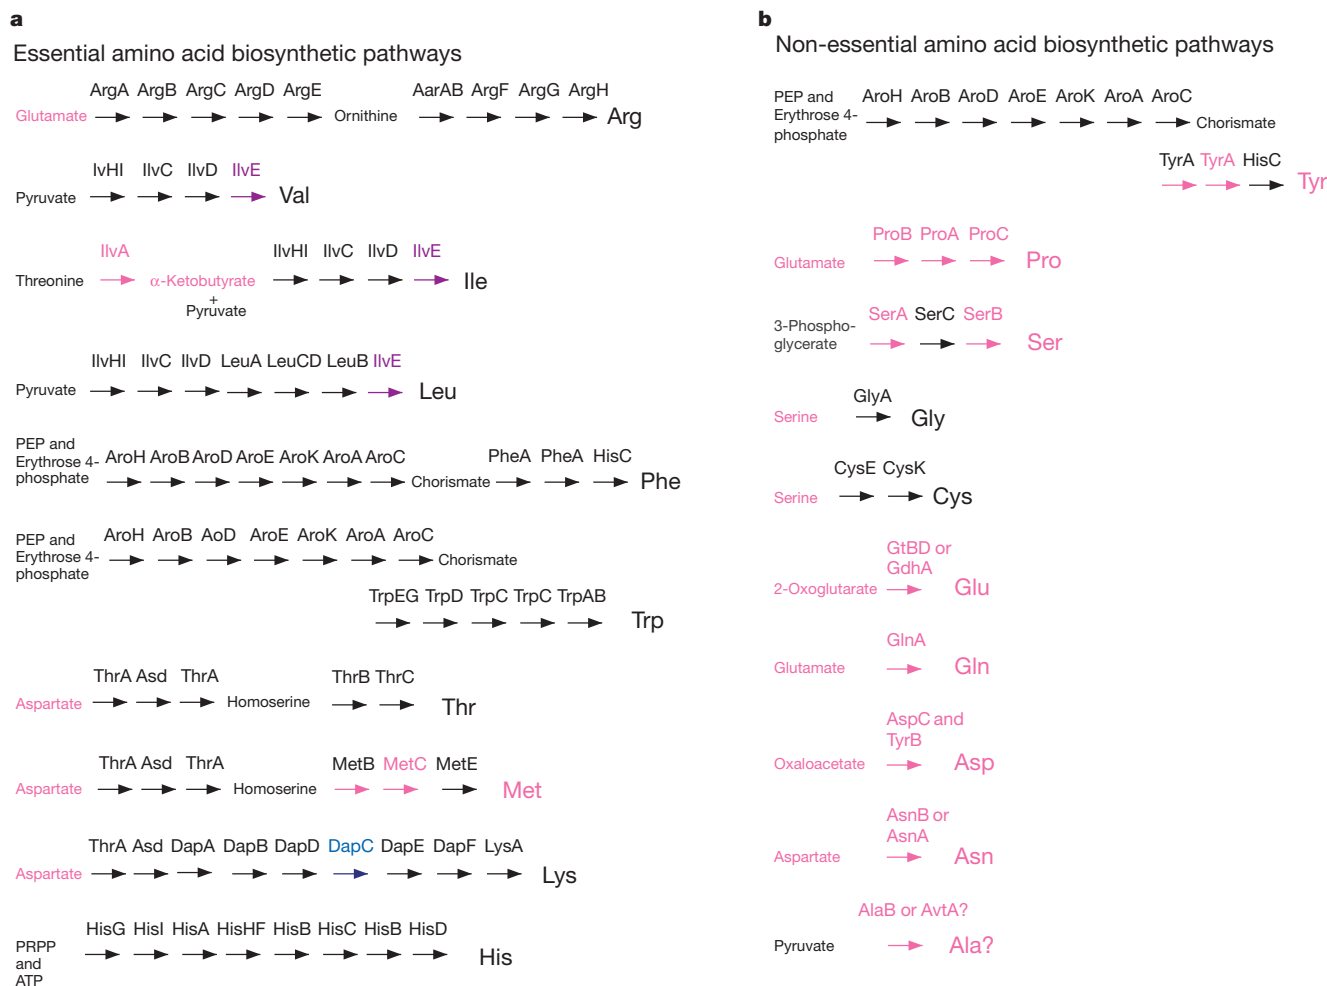 a
Essential amino acid biosynthetic pathways
ArgA ArgB ArgC ArgD ArgE AarAB ArgF ArgG ArgH
Glutamate Ornithine Arg
IvHI IlvC IlvD IlvE
Pyruvate Val
IlvA IlvHI IlvC IlvD IlvE
Threonine α-Ketobutyrate Ile
+
Pyruvate
IlvHI IlvC IlvD LeuA LeuCD LeuB IlvE
Pyruvate Leu
PEP and
Erythrose 4-
phosphate
AroH AroB AroD AroE AroK AroA AroC PheA PheA HisC
Chorismate Phe
PEP and
Erythrose 4-
phosphate
AroH AroB AoD AroE AroK AroA AroC
Chorismate
TrpEG TrpD TrpC TrpC TrpAB
Trp
ThrA Asd ThrA ThrB ThrC
Aspartate Homoserine Thr
ThrA Asd ThrA MetB MetC MetE
Aspartate Homoserine Met
ThrA Asd DapA DapB DapD DapC DapE DapF LysA
Aspartate Lys
HisG HisI HisA HisHF HisB HisC HisB HisD
PRPP
and
ATP
His
b
Non-essential amino acid biosynthetic pathways
PEP and
Erythrose 4-
phosphate
AroH AroB AroD AroE AroK AroA AroC
Chorismate
TyrA TyrA HisC
Tyr
ProB ProA ProC
Glutamate Pro
SerA SerC SerB
3-Phospho-
glycerate
Ser
GlyA
Serine Gly
CysE CysK
Serine Cys
GtBD or
GdhA
2-Oxoglutarate Glu
GlnA
Glutamate Gln
AspC and
TyrB
Oxaloacetate Asp
AsnB or
AsnA
Aspartate Asn
AlaB or AvtA?
Pyruvate Ala?